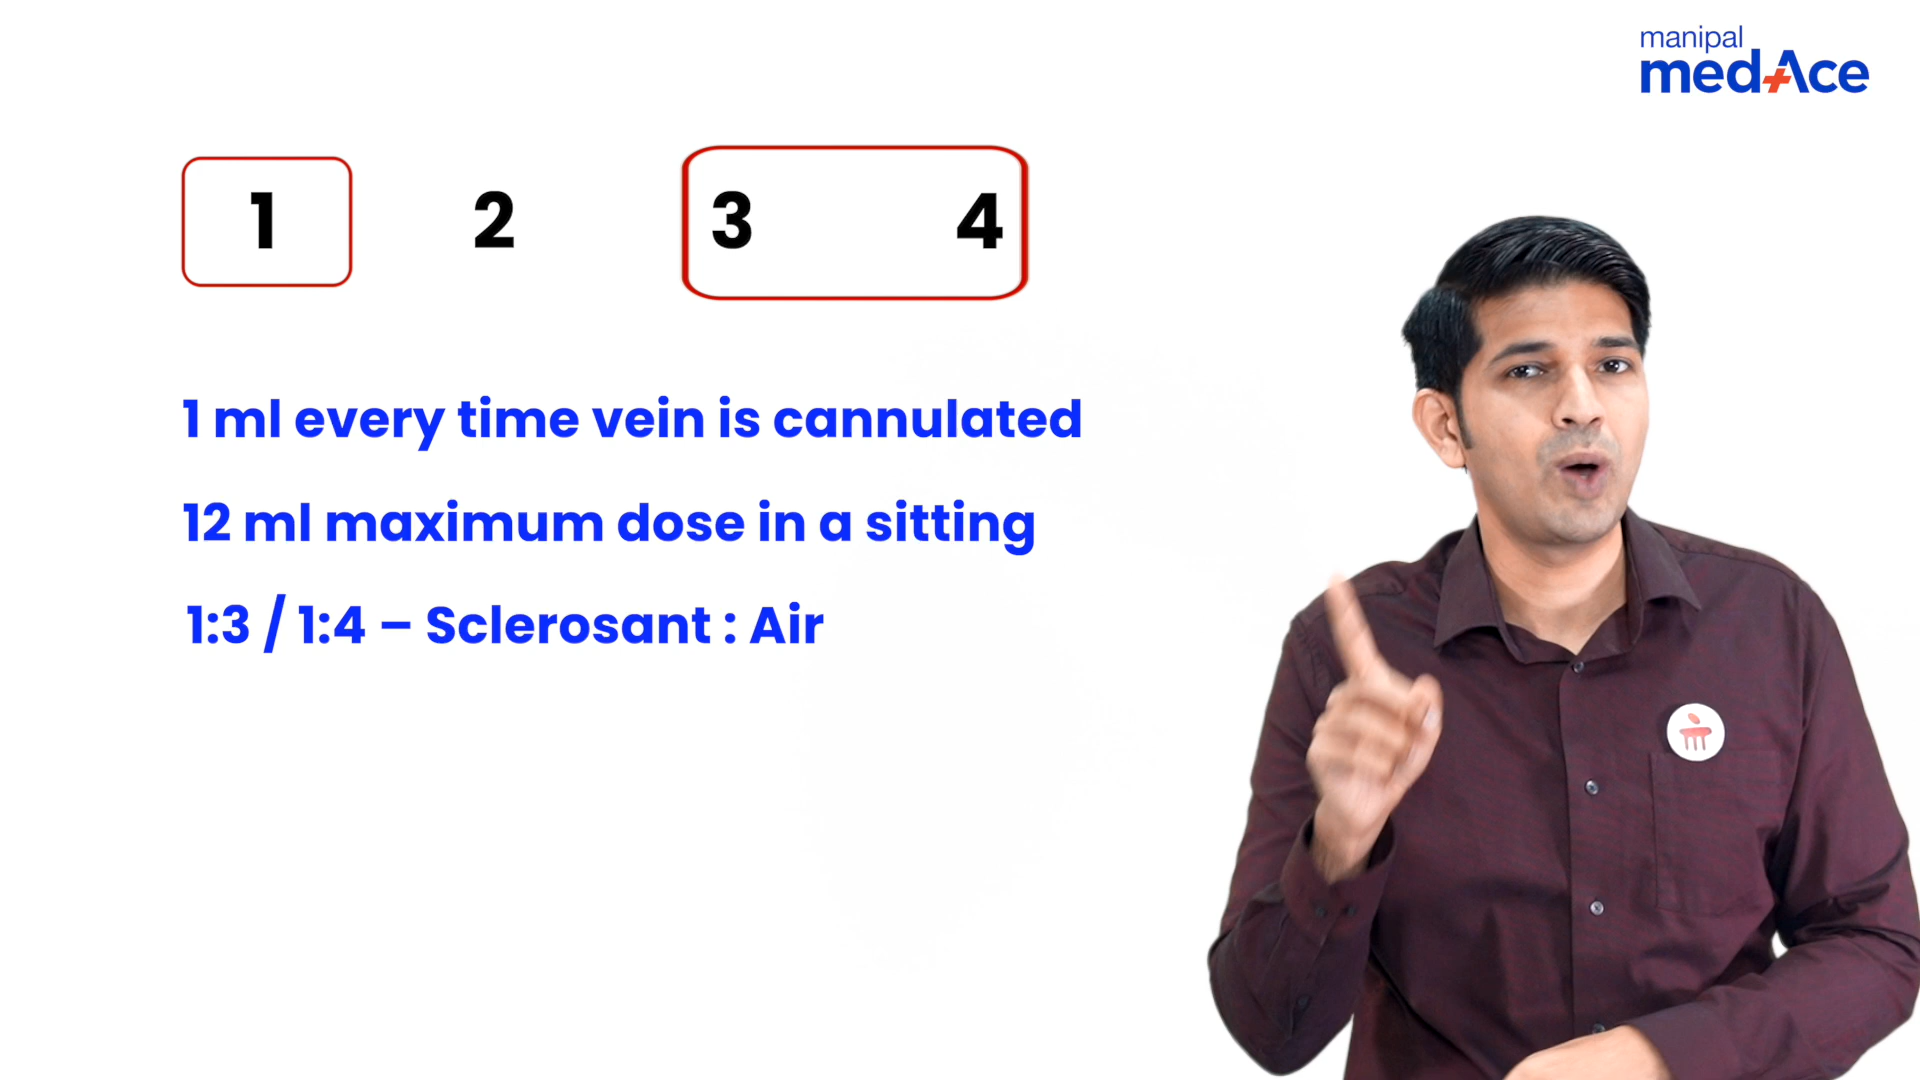 manipal
medAce
1 2 3 4
1 ml every time vein is cannulated
12 ml maximum dose in a sitting
1:3 / 1:4 – Sclerosant : Air